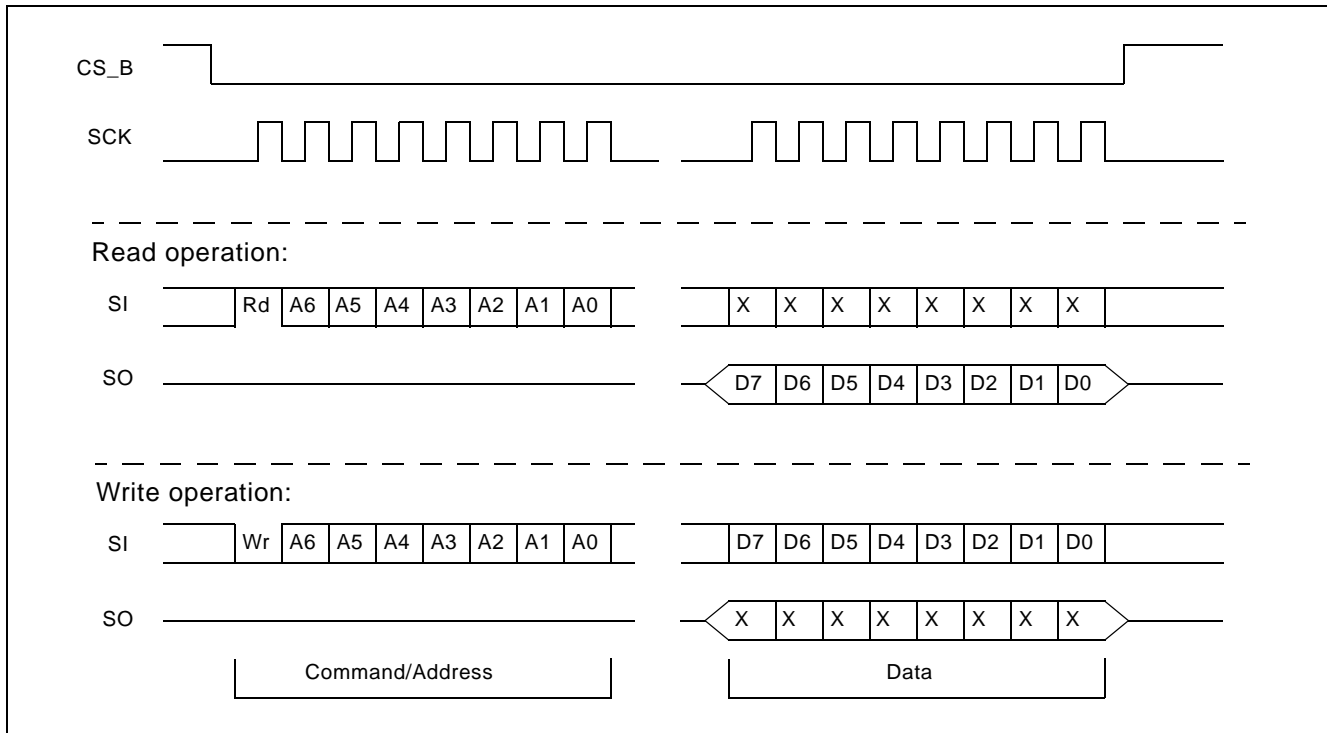 CS_B
SCK
Read operation:
SI Rd A6 A5 A4 A3 A2 A1 A0 X X X X X X X X
SO D7 D6 D5 D4 D3 D2 D1 D0
Write operation:
SI Wr A6 A5 A4 A3 A2 A1 A0 D7 D6 D5 D4 D3 D2 D1 D0
SO X X X X X X X X
Command/Address Data